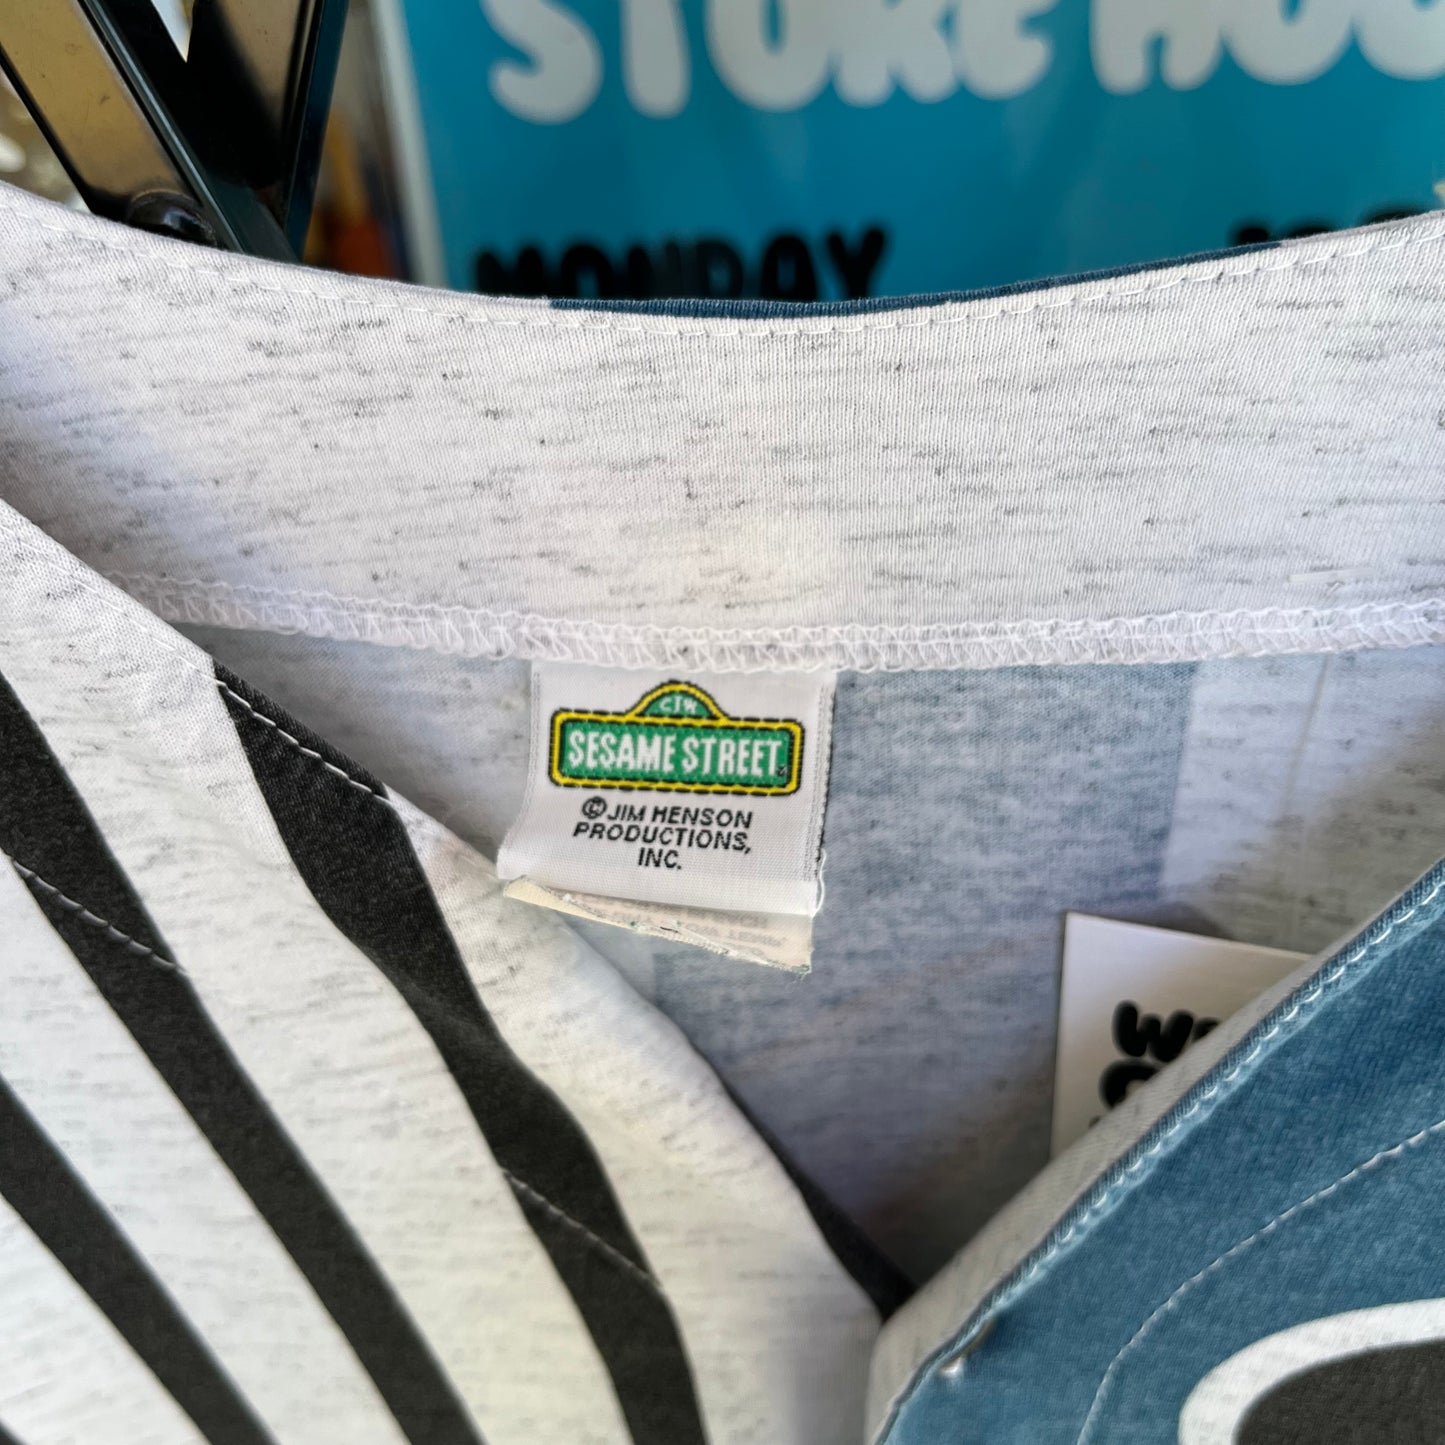 STORE HOU
MONDAY
CTW
SESAME STREET
© JIM HENSON
PRODUCTIONS,
INC.